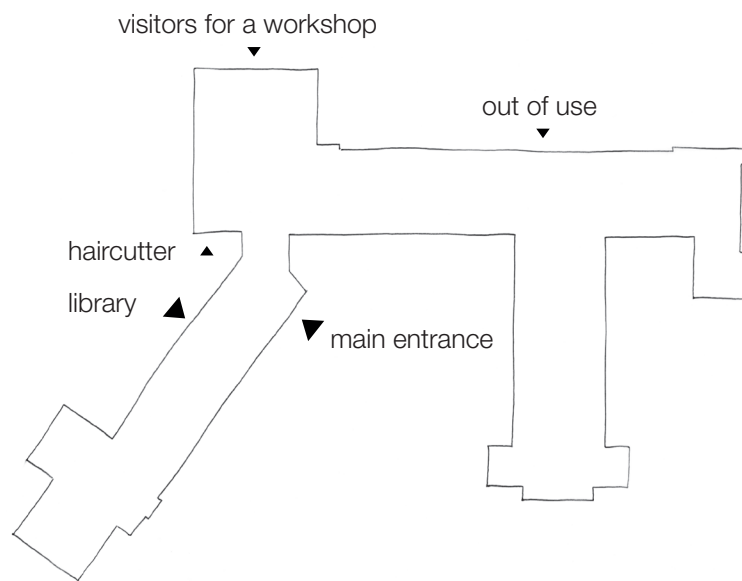 visitors for a workshop
out of use
haircutter
library
main entrance